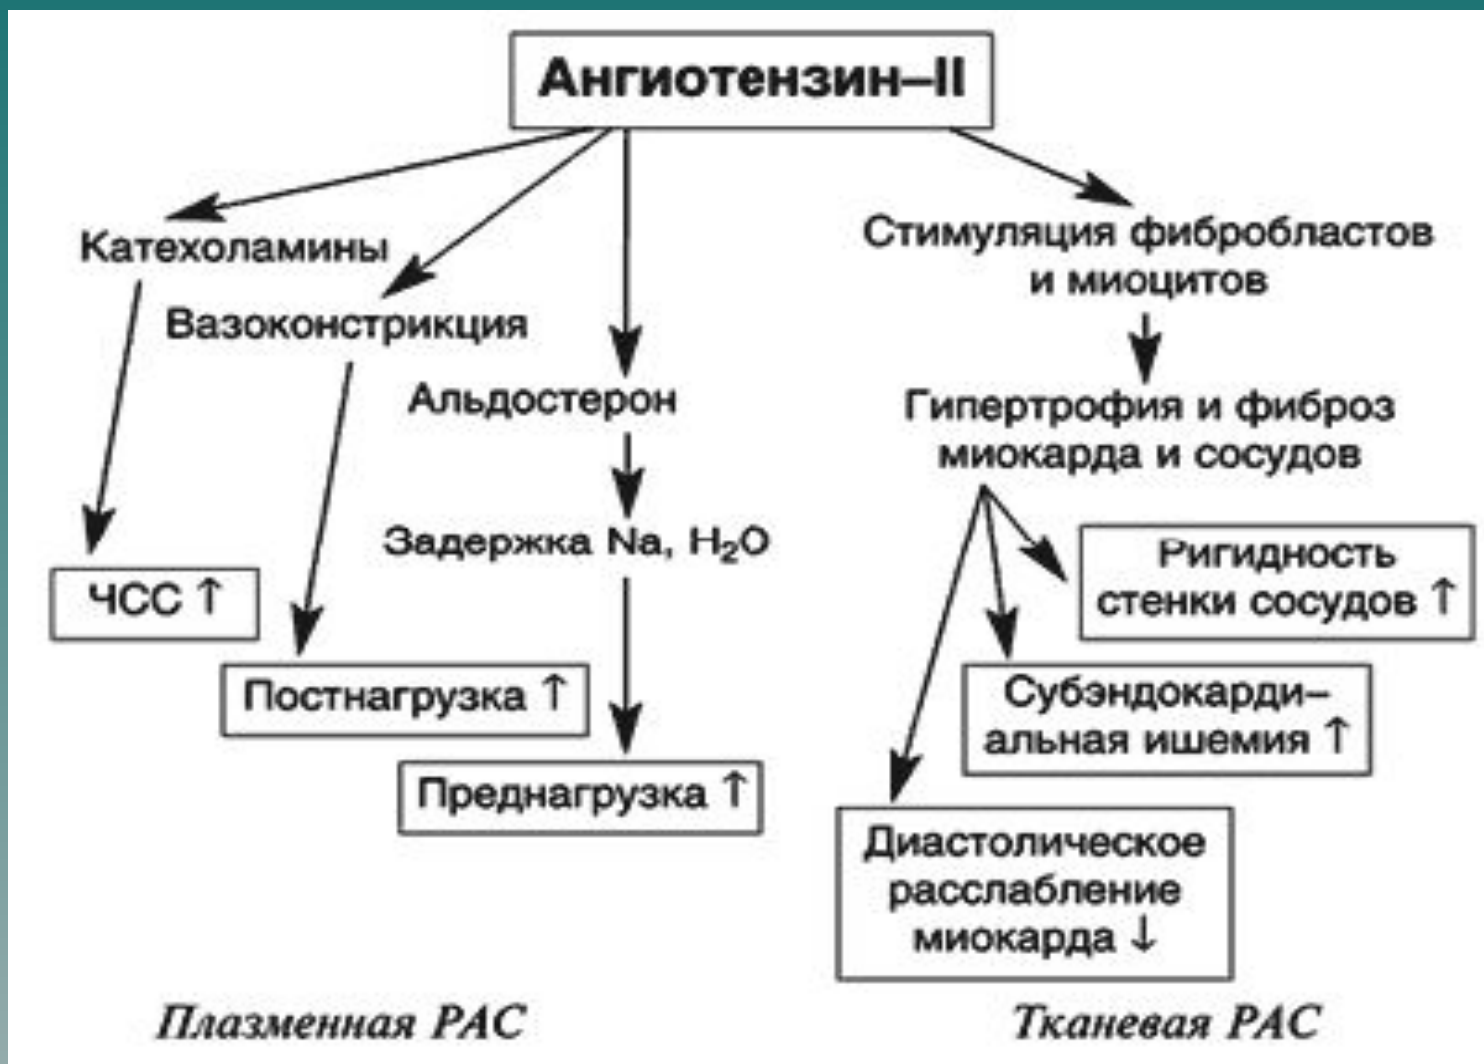 Ангиотензин–II
Катехоламины
Вазоконстрикция
Альдостерон
Задержка Na, H₂O
ЧСС ↑
Постнагрузка ↑
Преднагрузка ↑
Стимуляция фибробластов
и миоцитов
Гипертрофия и фиброз
миокарда и сосудов
Ригидность
стенки сосудов ↑
Субэндокарди–
альная ишемия ↑
Диастолическое
расслабление
миокарда ↓
Плазменная РАС
Тканевая РАС